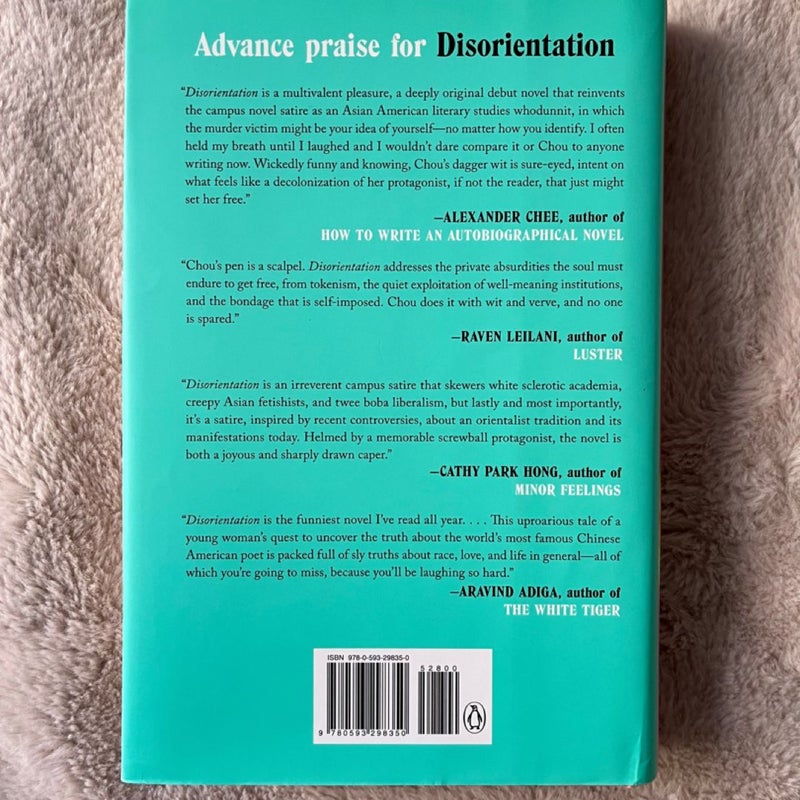 Advance praise for Disorientation
“Disorientation is a multivalent pleasure, a deeply original debut novel that reinvents
the campus novel satire as an Asian American literary studies whodunnit, in which
the murder victim might be your idea of yourself—no matter how you identify. I often
held my breath until I laughed and I wouldn’t dare compare it or Chou to anyone
writing now. Wickedly funny and knowing, Chou’s dagger wit is sure-eyed, intent on
what feels like a decolonization of her protagonist, if not the reader, that just might
set her free.”
—ALEXANDER CHEE, author of
HOW TO WRITE AN AUTOBIOGRAPHICAL NOVEL
“Chou’s pen is a scalpel. Disorientation addresses the private absurdities the soul must
endure to get free, from tokenism, the quiet exploitation of well-meaning institutions,
and the bondage that is self-imposed. Chou does it with wit and verve, and no one
is spared.”
—RAVEN LEILANI, author of
LUSTER
“Disorientation is an irreverent campus satire that skewers white sclerotic academia,
creepy Asian fetishists, and twee boba liberalism, but lastly and most importantly,
it’s a satire, inspired by recent controversies, about an orientalist tradition and its
manifestations today. Helmed by a memorable screwball protagonist, the novel is
both a joyous and sharply drawn caper.”
—CATHY PARK HONG, author of
MINOR FEELINGS
“Disorientation is the funniest novel I’ve read all year. . . . This uproarious tale of a
young woman’s quest to uncover the truth about the world’s most famous Chinese
American poet is packed full of sly truths about race, love, and life in general—all of
which you’re going to miss, because you’ll be laughing so hard.”
—ARAVIND ADIGA, author of
THE WHITE TIGER
ISBN 978-0-593-29835-0
52800
9 780593 298350